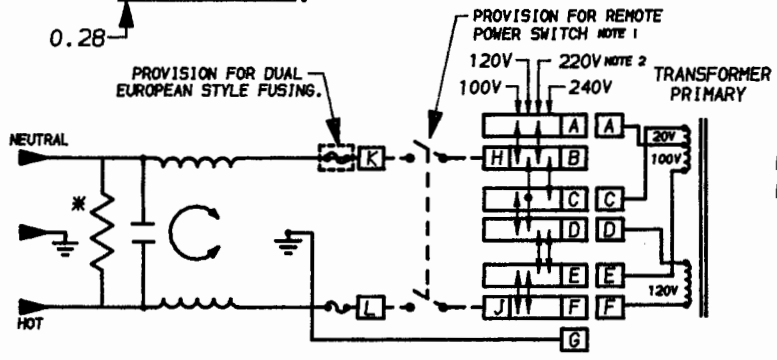 0.28
PROVISION FOR REMOTE
POWER SWITCH NOTE 1
120V 220V NOTE 2
100V 240V
TRANSFORMER
PRIMARY
PROVISION FOR DUAL
EUROPEAN STYLE FUSING.
A A
20V
100V
NEUTRAL
K H B
*
C C
D D
E E
120V
HOT
L J F F
G